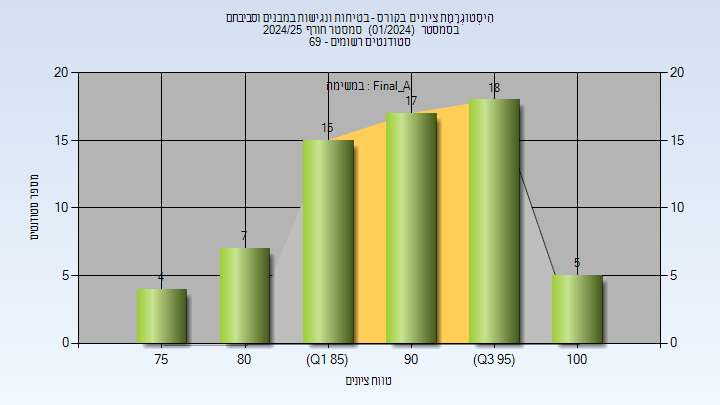 היסטוגרמת ציונים בקורס - בטיחות ונגישות במבנים וסביבתם
בסמסטר (01/2024) סמסטר חורף 2024/25
סטודנטים רשומים - 69
במשימה : Final_A
20
15
10
5
0
20
15
10
5
0
מספר סטודנטים
4
7
15
17
18
5
75
80
(Q1 85)
90
(Q3 95)
100
טווח ציונים